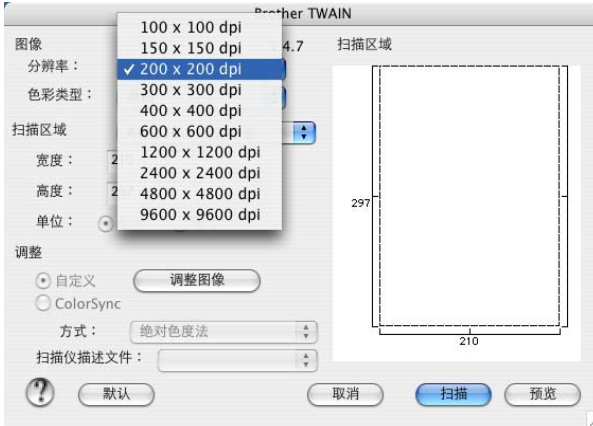 Brother TWAIN
图像
4.7
分辨率：
色彩类型：
100 x 100 dpi
150 x 150 dpi
✓ 200 x 200 dpi
300 x 300 dpi
400 x 400 dpi
600 x 600 dpi
1200 x 1200 dpi
2400 x 2400 dpi
4800 x 4800 dpi
9600 x 9600 dpi
扫描区域
宽度： 2
高度： 2
单位：
调整
自定义
调整图像
ColorSync
方式： 绝对色度法
扫描仪描述文件：
扫描区域
297
210
?
默认
取消
扫描
预览